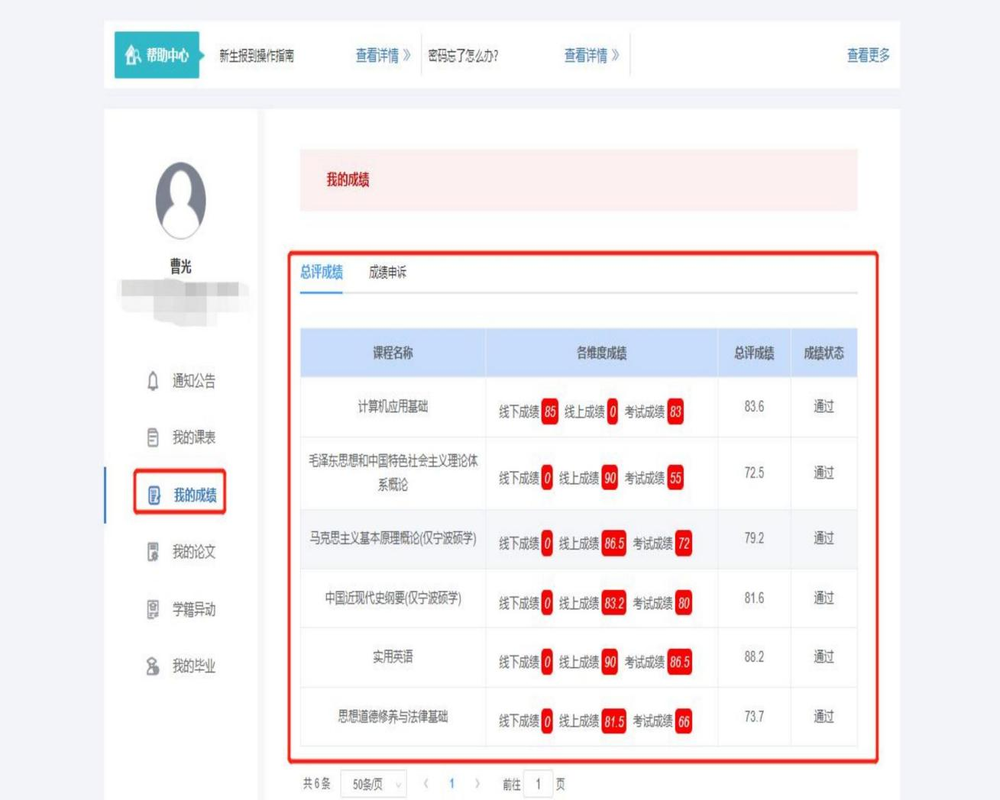 帮助中心 新生报到操作指南 查看详情 》 密码忘了怎么办? 查看详情 》 查看更多
我的成绩
曹光
通知公告
我的课表
我的成绩
我的论文
学籍异动
我的毕业
总评成绩 成绩申诉
课程名称 各维度成绩 总评成绩 成绩状态
计算机应用基础 线下成绩 85 线上成绩 0 考试成绩 83 83.6 通过
毛泽东思想和中国特色社会主义理论体
系概论 线下成绩 0 线上成绩 90 考试成绩 55 72.5 通过
马克思主义基本原理概论(仅宁波硕学) 线下成绩 0 线上成绩 86.5 考试成绩 72 79.2 通过
中国近现代史纲要(仅宁波硕学) 线下成绩 0 线上成绩 83.2 考试成绩 80 81.6 通过
实用英语 线下成绩 0 线上成绩 90 考试成绩 86.5 88.2 通过
思想道德修养与法律基础 线下成绩 0 线上成绩 81.5 考试成绩 66 73.7 通过
共 6 条 50条/页 1 前往 1 页